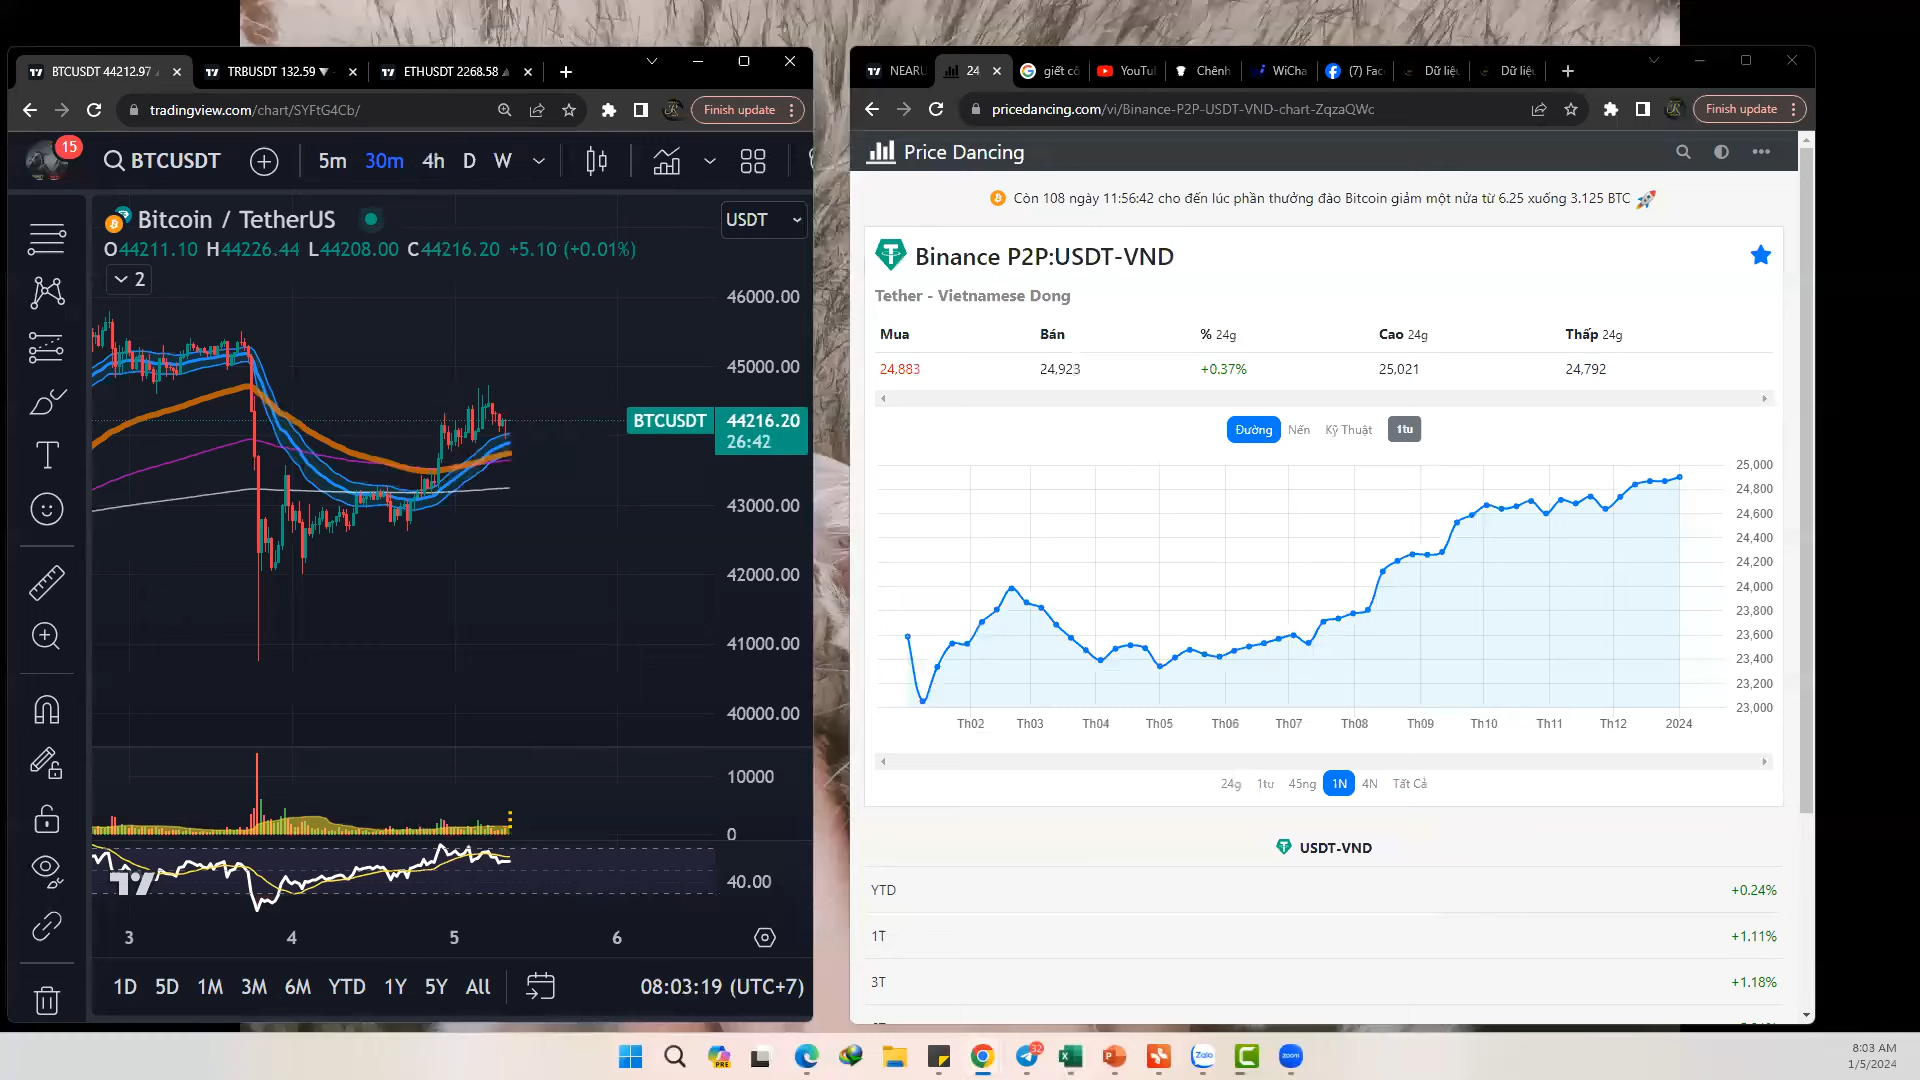 BTCUSDT 44212.97
TRBUSDT 132.59 ▼
ETHUSDT 2268.58
tradingview.com/chart/SYFtG4Cb/
Finish update
15
BTCUSDT
5m 30m 4h D W
Bitcoin / TetherUS
USDT
O44211.10 H44226.44 L44208.00 C44216.20 +5.10 (+0.01%)
2
46000.00
45000.00
BTCUSDT 44216.20
26:42
43000.00
42000.00
41000.00
40000.00
10000
0
40.00
3 4 5 6
1D 5D 1M 3M 6M YTD 1Y 5Y All
08:03:19 (UTC+7)
NEARU
24
giết cô
YouTu
Chênh
WiCha
(7) Fac
Dữ liệu
Dữ liệu
pricedancing.com/vi/Binance-P2P-USDT-VND-chart-ZqzaQWc
Finish update
Price Dancing
Còn 108 ngày 11:56:42 cho đến lúc phần thưởng đào Bitcoin giảm một nửa từ 6.25 xuống 3.125 BTC
Binance P2P:USDT-VND
Tether - Vietnamese Dong
Mua Bán % 24g Cao 24g Thấp 24g
24,883 24,923 +0.37% 25,021 24,792
Đường Nến Kỹ Thuật 1tu
25,000
24,800
24,600
24,400
24,200
24,000
23,800
23,600
23,400
23,200
23,000
Th02 Th03 Th04 Th05 Th06 Th07 Th08 Th09 Th10 Th11 Th12 2024
24g 1tu 45ng 1N 4N Tất Cả
USDT-VND
YTD +0.24%
1T +1.11%
3T +1.18%
PRE
32
Zalo
zoom
8:03 AM
1/5/2024